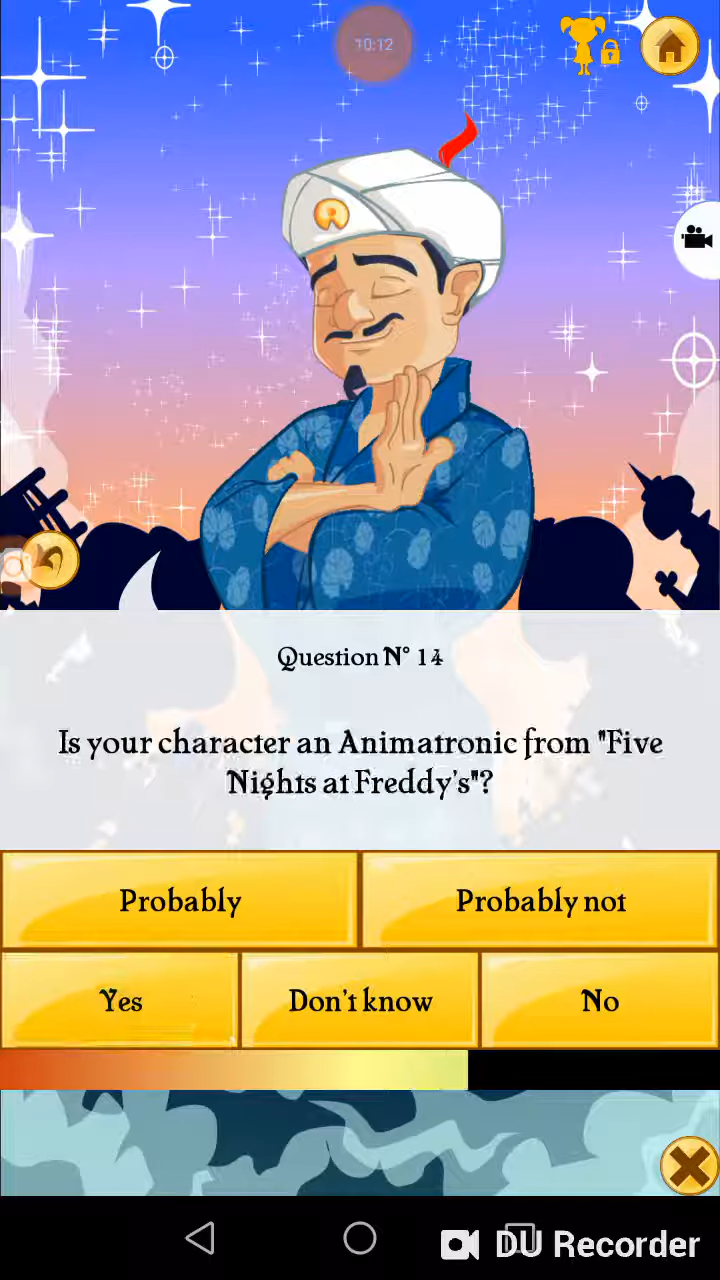 10:12
Question N° 14
Is your character an Animatronic from "Five
Nights at Freddy's"?
Probably
Probably not
Yes
Don't know
No
DU Recorder